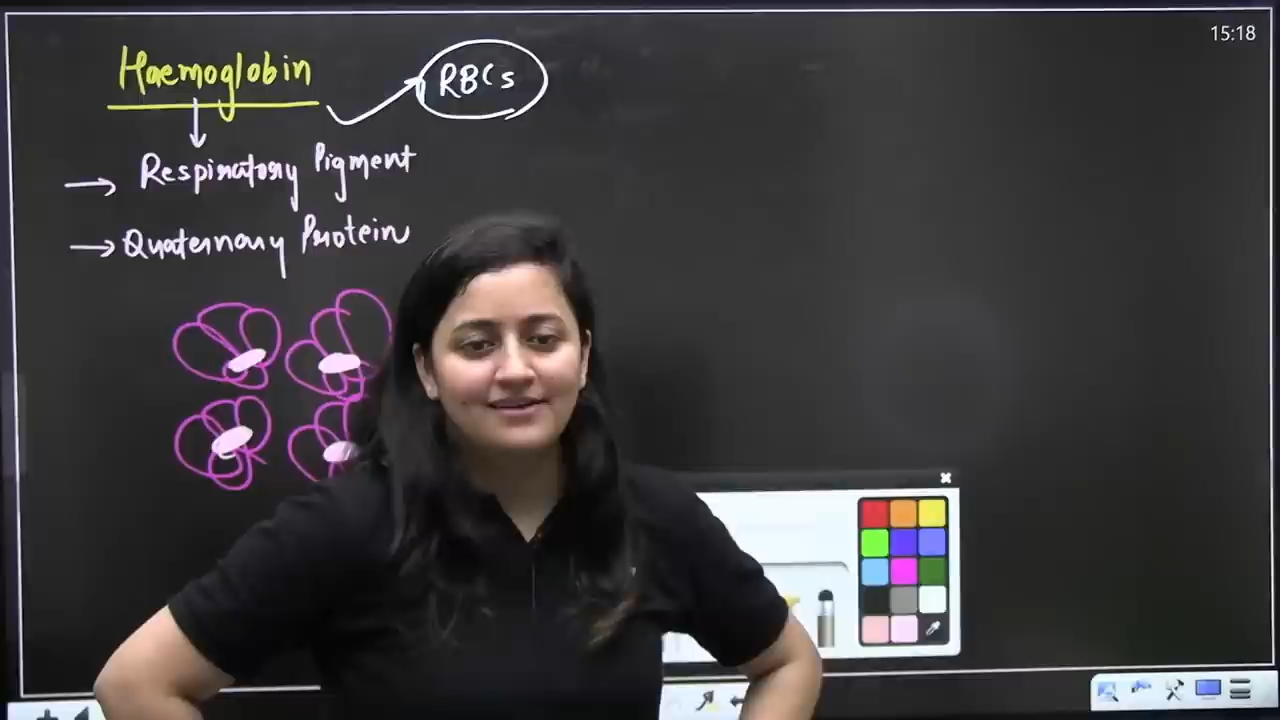 15:18
Haemoglobin
RBCs
Respiratory Pigment
Quaternary Protein